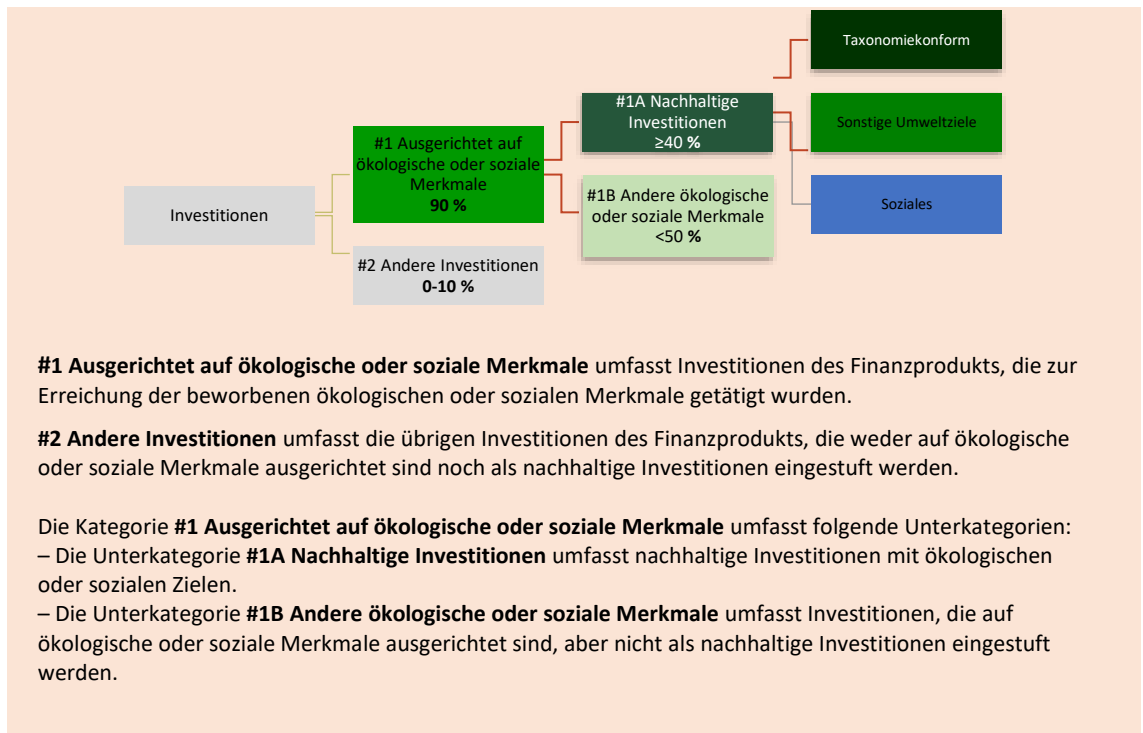 Taxonomiekonform
#1A Nachhaltige
Investitionen
≥40 %
Sonstige Umweltziele
#1 Ausgerichtet auf
ökologische oder soziale
Merkmale
90 %
#1B Andere ökologische
oder soziale Merkmale
<50 %
Soziales
Investitionen
#2 Andere Investitionen
0-10 %
#1 Ausgerichtet auf ökologische oder soziale Merkmale umfasst Investitionen des Finanzprodukts, die zur
Erreichung der beworbenen ökologischen oder sozialen Merkmale getätigt wurden.
#2 Andere Investitionen umfasst die übrigen Investitionen des Finanzprodukts, die weder auf ökologische
oder soziale Merkmale ausgerichtet sind noch als nachhaltige Investitionen eingestuft werden.
Die Kategorie #1 Ausgerichtet auf ökologische oder soziale Merkmale umfasst folgende Unterkategorien:
– Die Unterkategorie #1A Nachhaltige Investitionen umfasst nachhaltige Investitionen mit ökologischen
oder sozialen Zielen.
– Die Unterkategorie #1B Andere ökologische oder soziale Merkmale umfasst Investitionen, die auf
ökologische oder soziale Merkmale ausgerichtet sind, aber nicht als nachhaltige Investitionen eingestuft
werden.